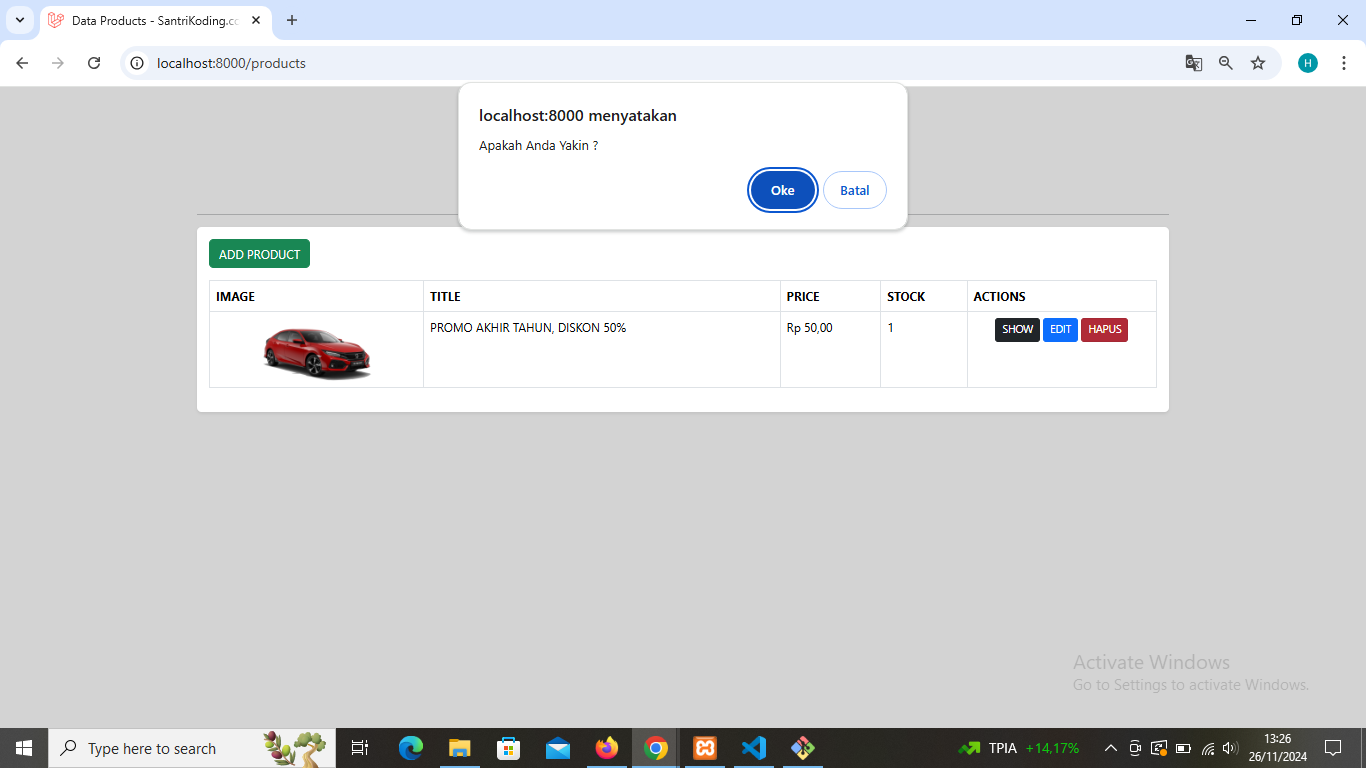 Data Products - SantriKoding.co
localhost:8000/products
H
localhost:8000 menyatakan
Apakah Anda Yakin ?
Oke
Batal
ADD PRODUCT
IMAGE TITLE PRICE STOCK ACTIONS
PROMO AKHIR TAHUN, DISKON 50% Rp 50,00 1 SHOW EDIT HAPUS
Activate Windows
Go to Settings to activate Windows.
Type here to search
TPIA +14,17%
13:26
26/11/2024